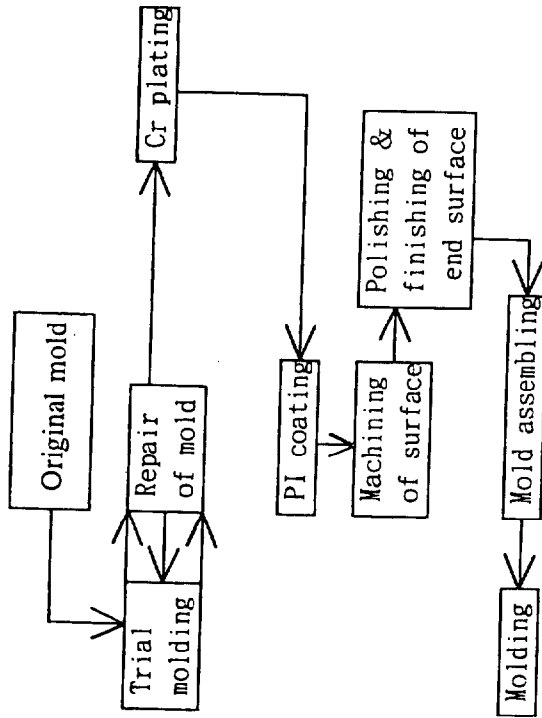 Original mold
Trial
molding
Repair
of mold
Cr plating
PI coating
Machining
of surface
Polishing &
finishing of
end surface
Mold assembling
Molding